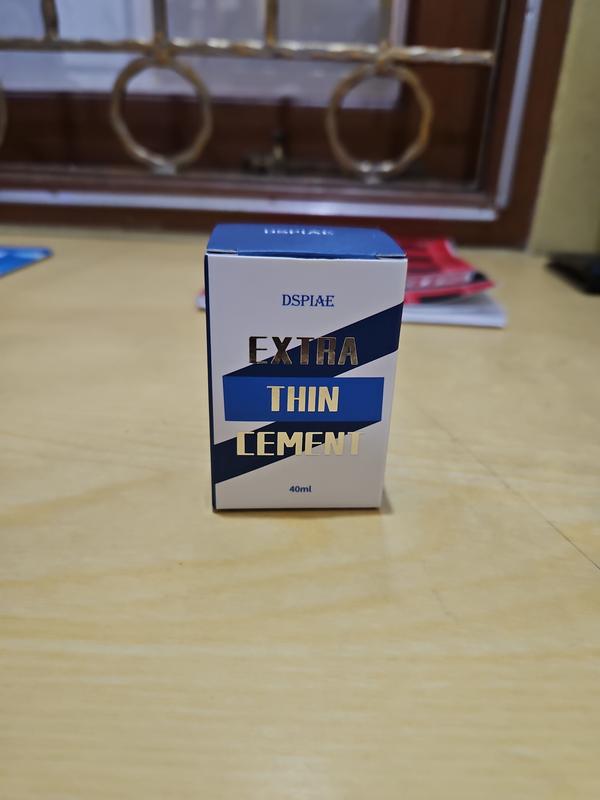 DSPIAE
DSPIAE
EXTRA
THIN
CEMENT
40ml